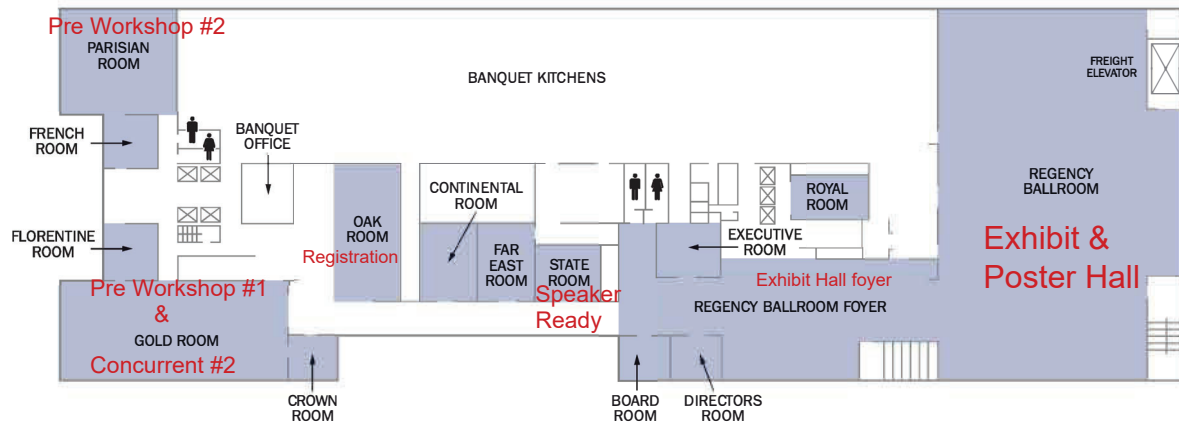 Pre Workshop #2
PARISIAN
ROOM
BANQUET KITCHENS
FREIGHT
ELEVATOR
FRENCH
ROOM
BANQUET
OFFICE
CONTINENTAL
ROOM
ROYAL
ROOM
REGENCY
BALLROOM
FLORENTINE
ROOM
OAK
ROOM
Registration
FAR
EAST
ROOM
STATE
ROOM
Speaker
Ready
EXECUTIVE
ROOM
Exhibit &
Poster Hall
Exhibit Hall foyer
REGENCY BALLROOM FOYER
Pre Workshop #1
&
GOLD ROOM
Concurrent #2
CROWN
ROOM
BOARD
ROOM
DIRECTORS
ROOM